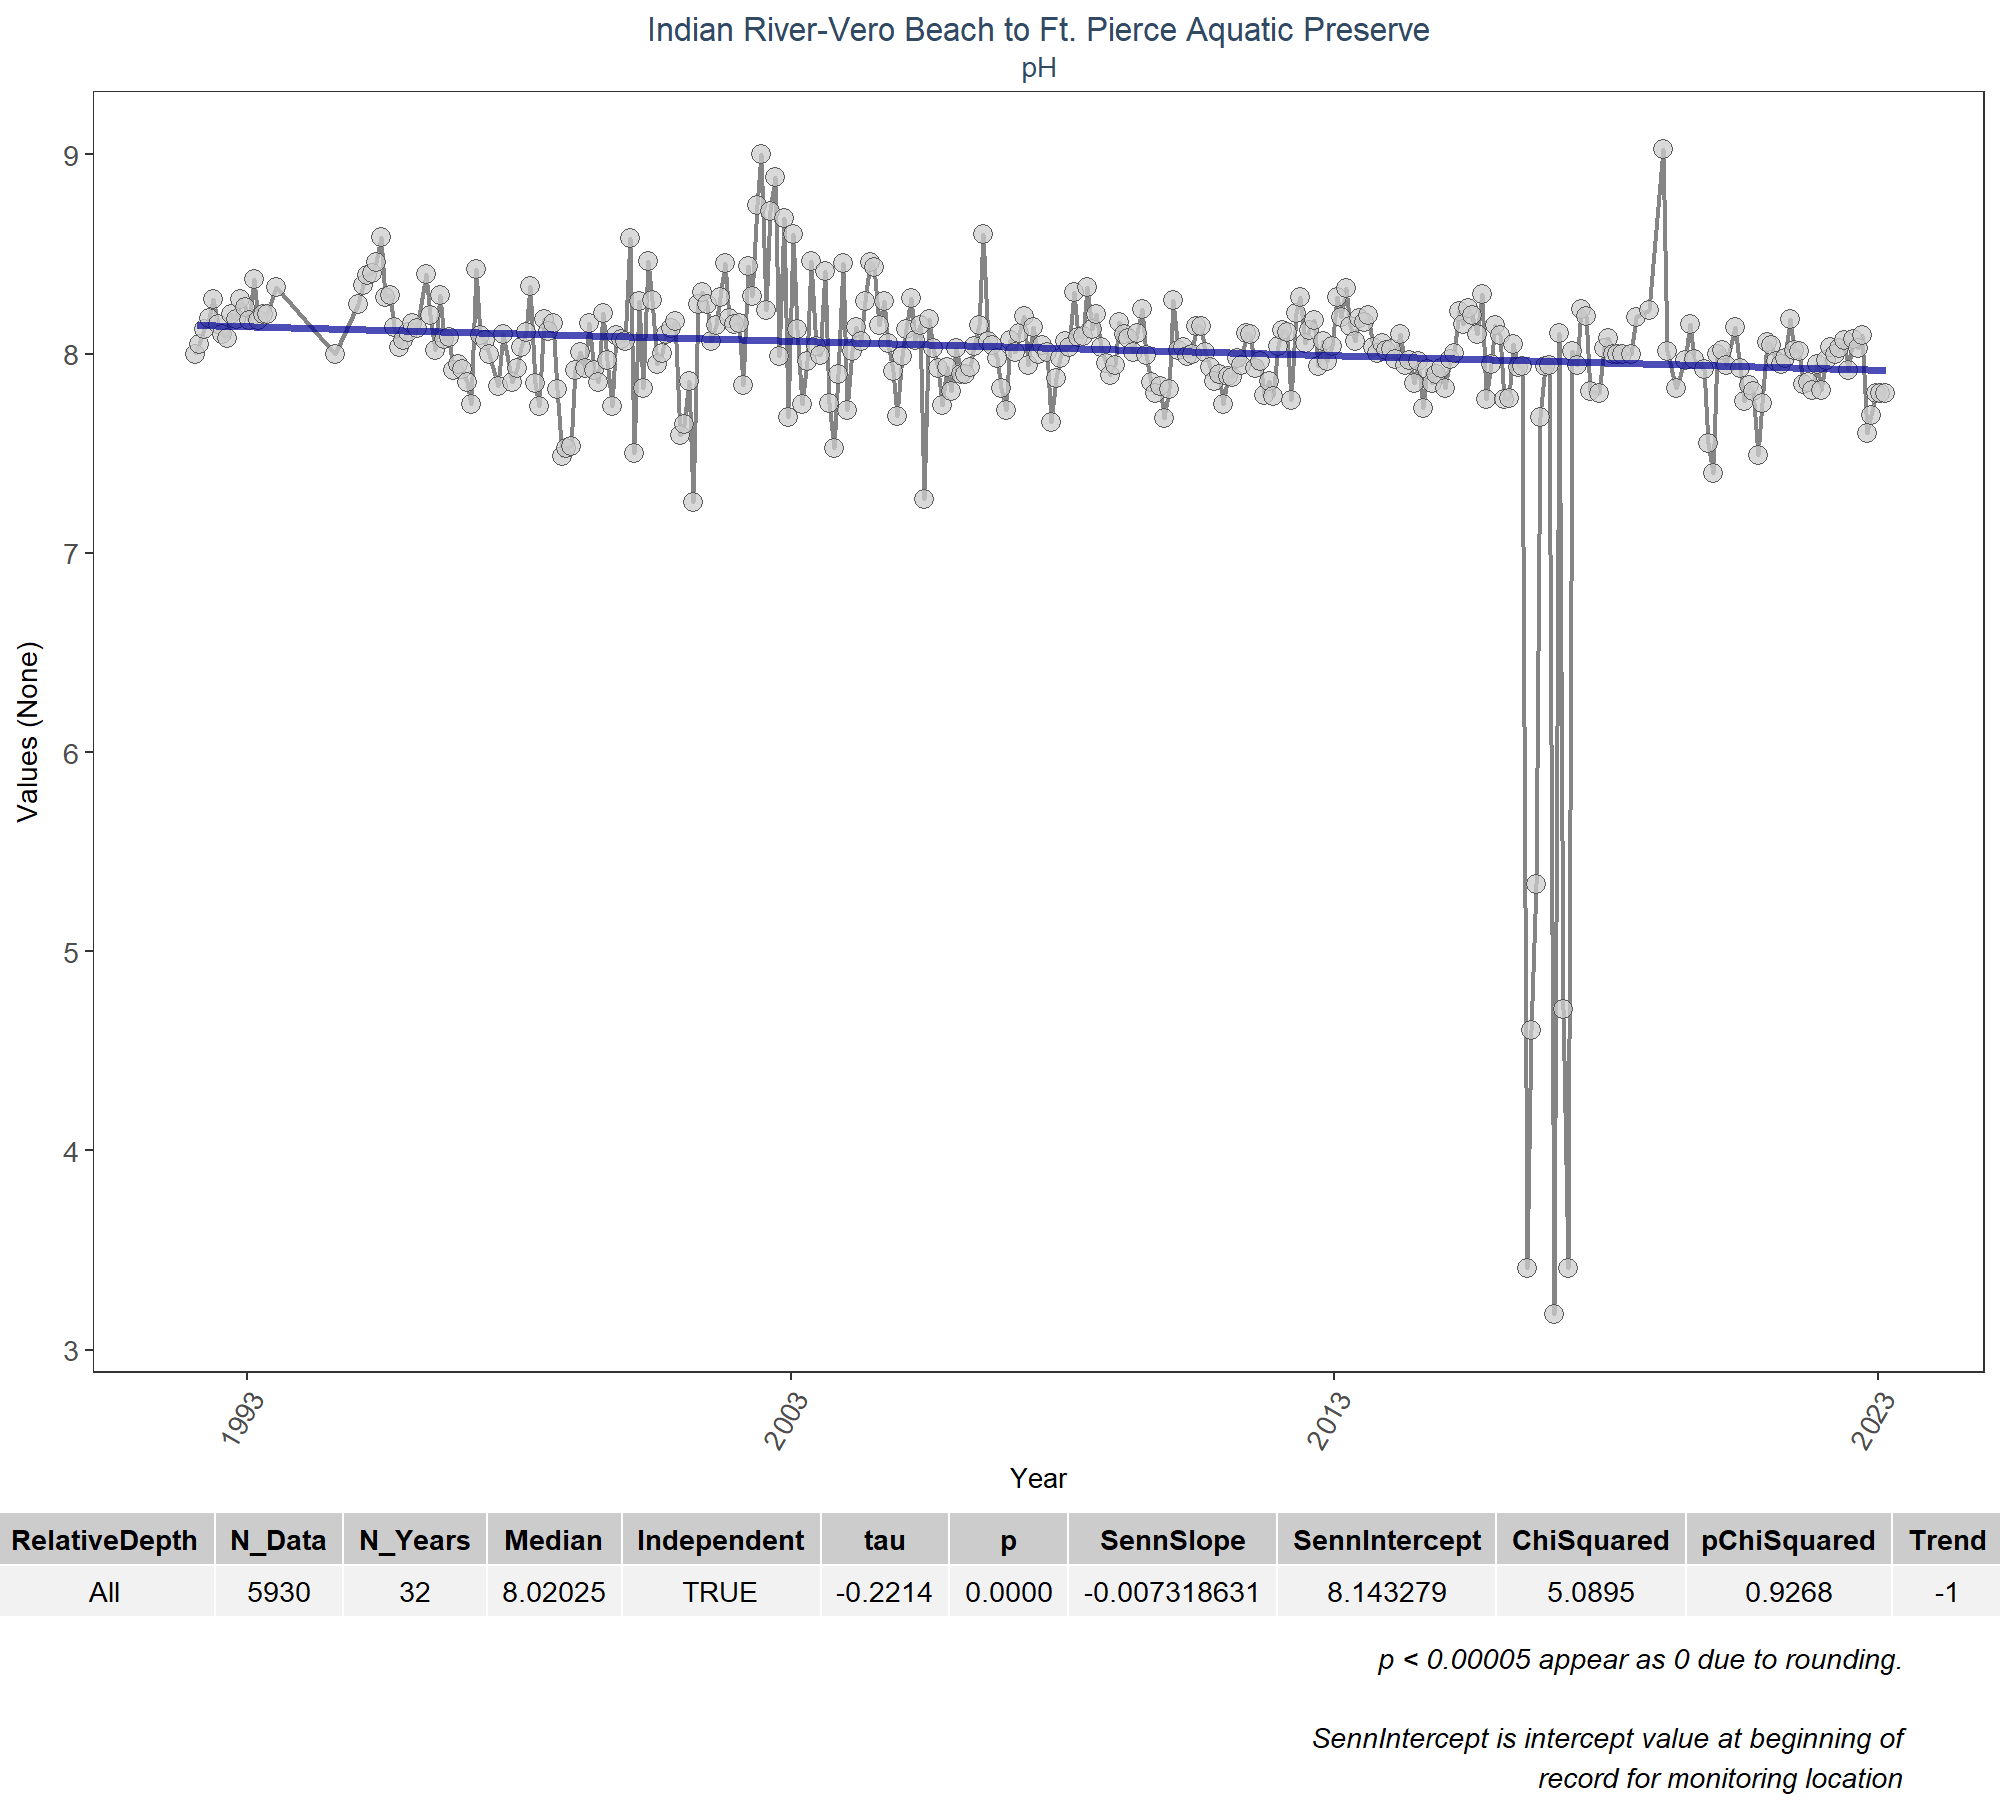 Indian River-Vero Beach to Ft. Pierce Aquatic Preserve
pH
Values (None)
9
8
7
6
5
4
3
1993 2003 2013 2023
Year
RelativeDepth N_Data N_Years Median Independent tau p SennSlope SennIntercept ChiSquared pChiSquared Trend
All 5930 32 8.02025 TRUE -0.2214 0.0000 -0.007318631 8.143279 5.0895 0.9268 -1
p < 0.00005 appear as 0 due to rounding.
SennIntercept is intercept value at beginning of
record for monitoring location